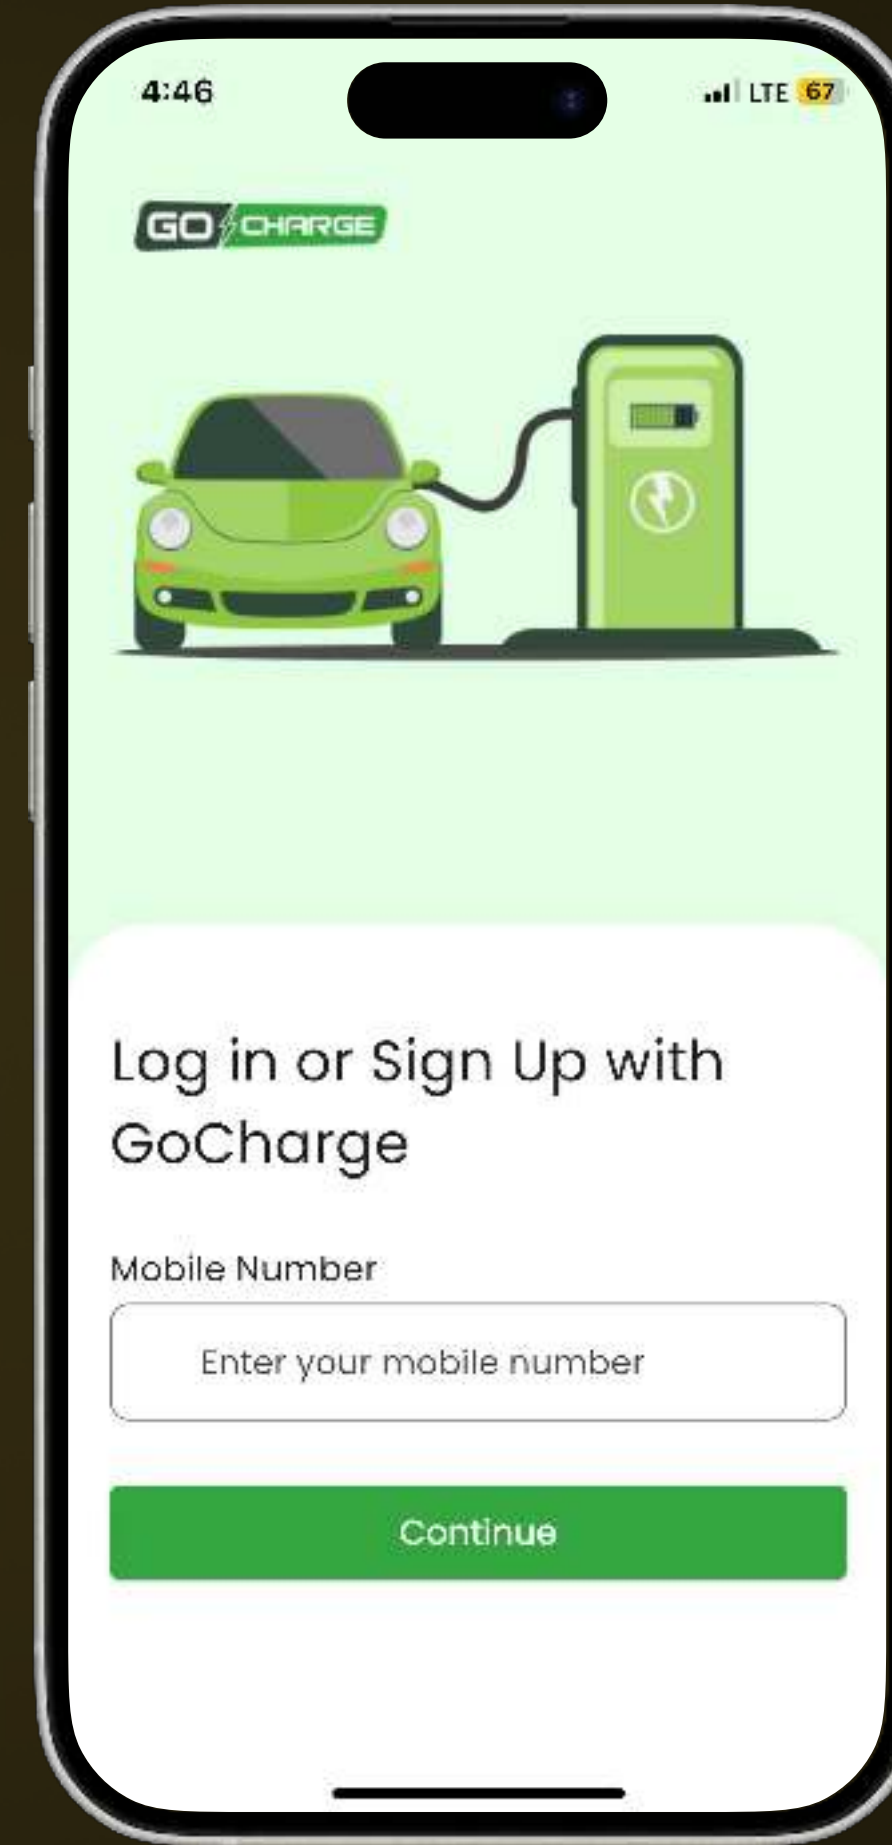 4:46
LTE 67
GO CHARGE
Log in or Sign Up with
GoCharge
Mobile Number
Enter your mobile number
Continue